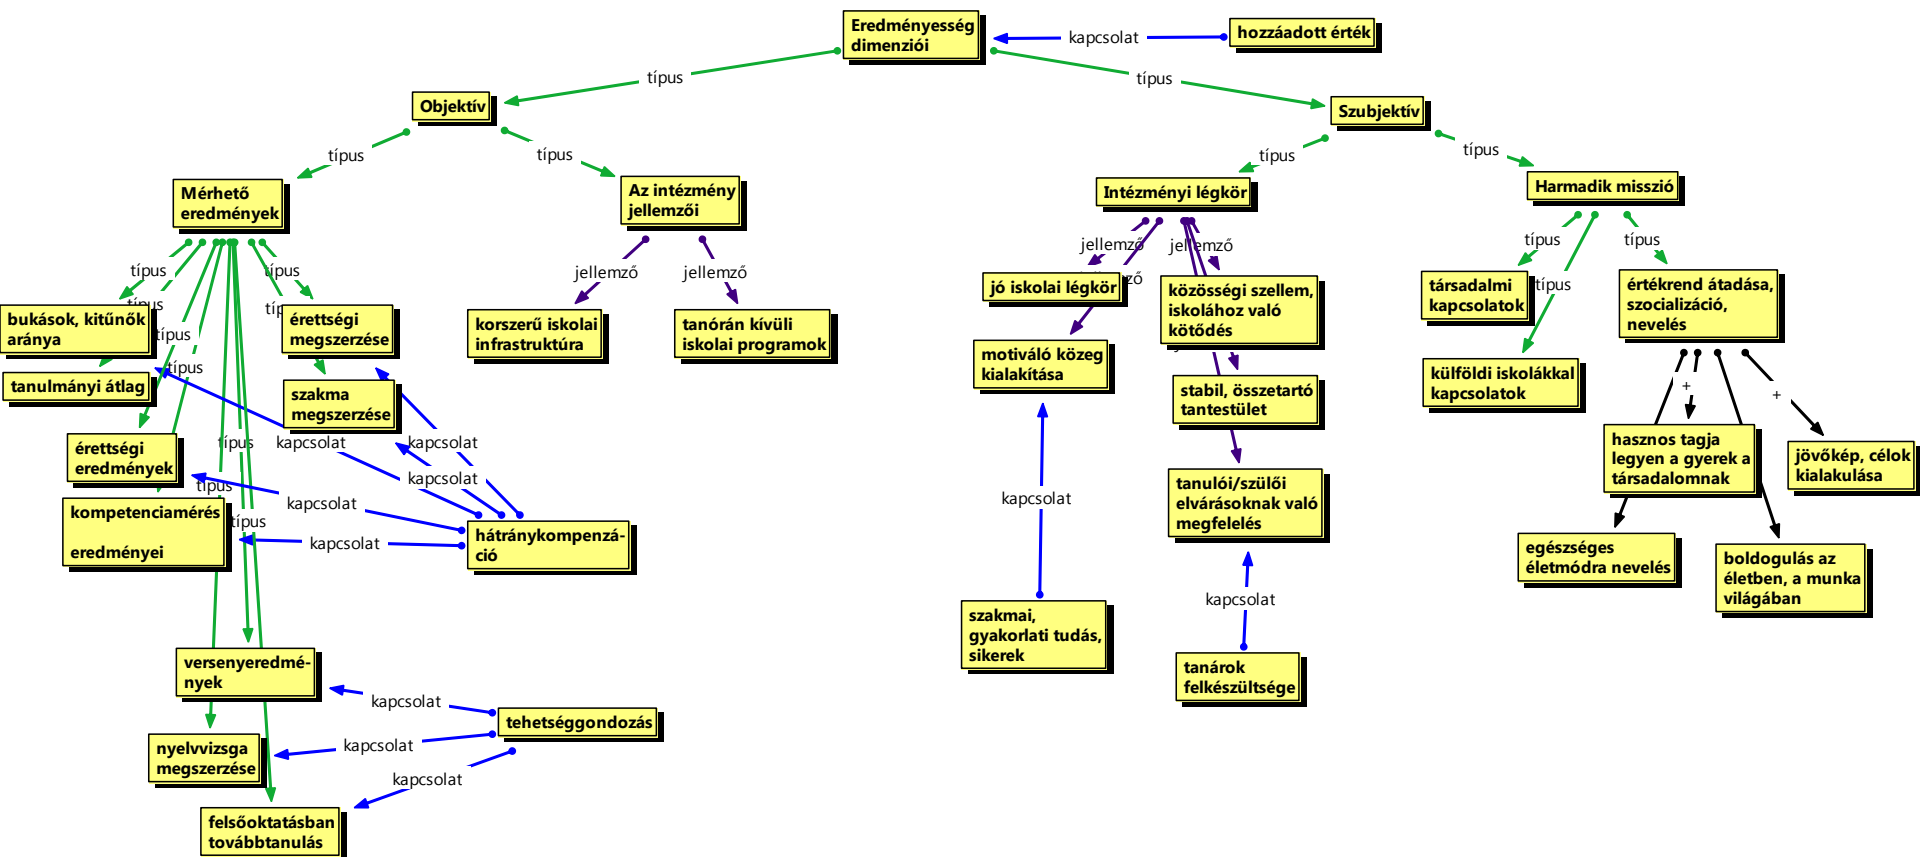 Eredményesség
dimenziói
kapcsolat
hozzáadott érték
típus
típus
Objektív
Szubjektív
típus
típus
típus
típus
Mérhető
eredmények
Az intézmény
jellemzői
Intézményi légkör
Harmadik misszió
típus
típus
jellemző
jellemző
jellemző
jellemző
típus
típus
bukások, kitűnők
aránya
típus
típus
típus
érettségi
megszerzése
korszerű iskolai
infrastruktúra
tanórán kívüli
iskolai programok
jó iskolai légkör
közösségi szellem,
iskolához való
kötődés
társadalmi
kapcsolatok
típus
értékrend átadása,
szocializáció,
nevelés
tanulmányi átlag
szakma
megszerzése
motiváló közeg
kialakítása
stabil, összetartó
tantestület
külföldi iskolákkal
kapcsolatok
+
+
érettségi
eredmények
típus
kapcsolat
kapcsolat
kapcsolat
hasznos tagja
legyen a gyerek a
társadalomnak
jövőkép, célok
kialakulása
típus
kapcsolat
kapcsolat
tanulói/szülői
elvárásoknak való
megfelelés
kompetenciamérés
eredményei
típus
kapcsolat
hátránykompenzá-
ció
egészséges
életmódra nevelés
boldogulás az
életben, a munka
világában
szakmai,
gyakorlati tudás,
sikerek
kapcsolat
tanárok
felkészültsége
versenyeredmé-
nyek
kapcsolat
tehetséggondozás
nyelvvizsga
megszerzése
kapcsolat
kapcsolat
felsőoktatásban
továbbtanulás